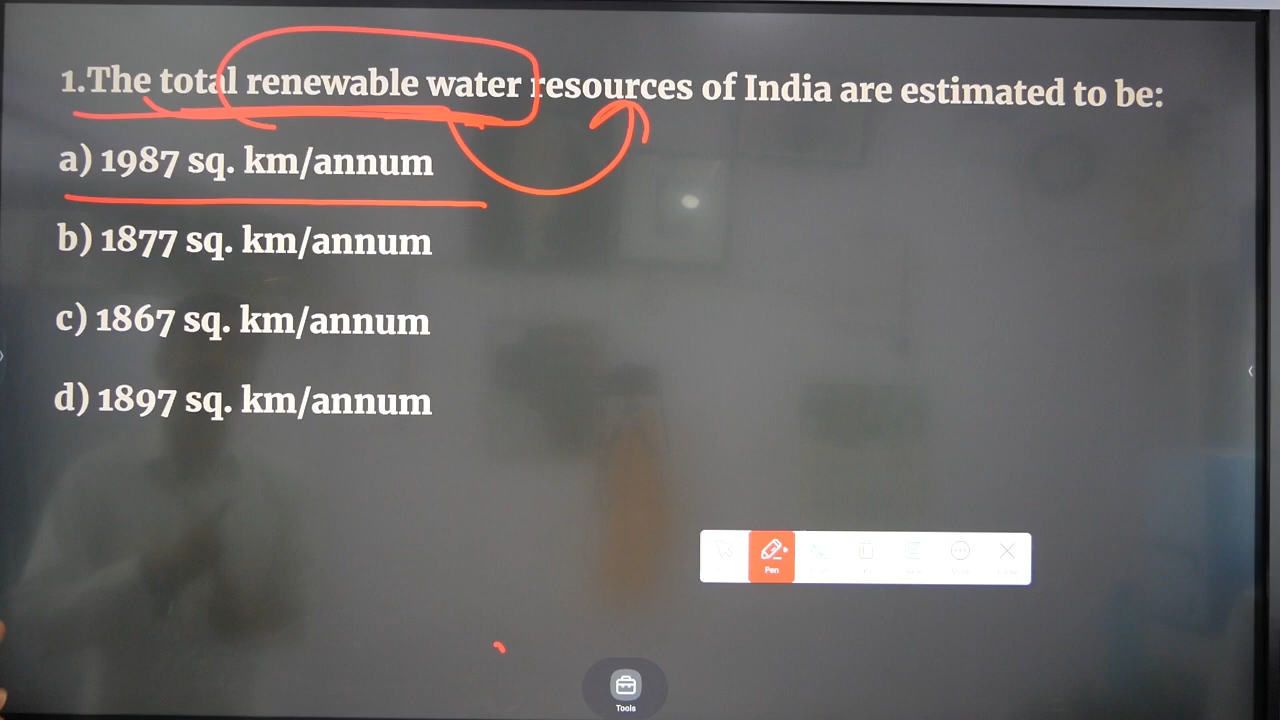 1.The total renewable water resources of India are estimated to be:
a) 1987 sq. km/annum
b) 1877 sq. km/annum
c) 1867 sq. km/annum
d) 1897 sq. km/annum
Pen
Tools